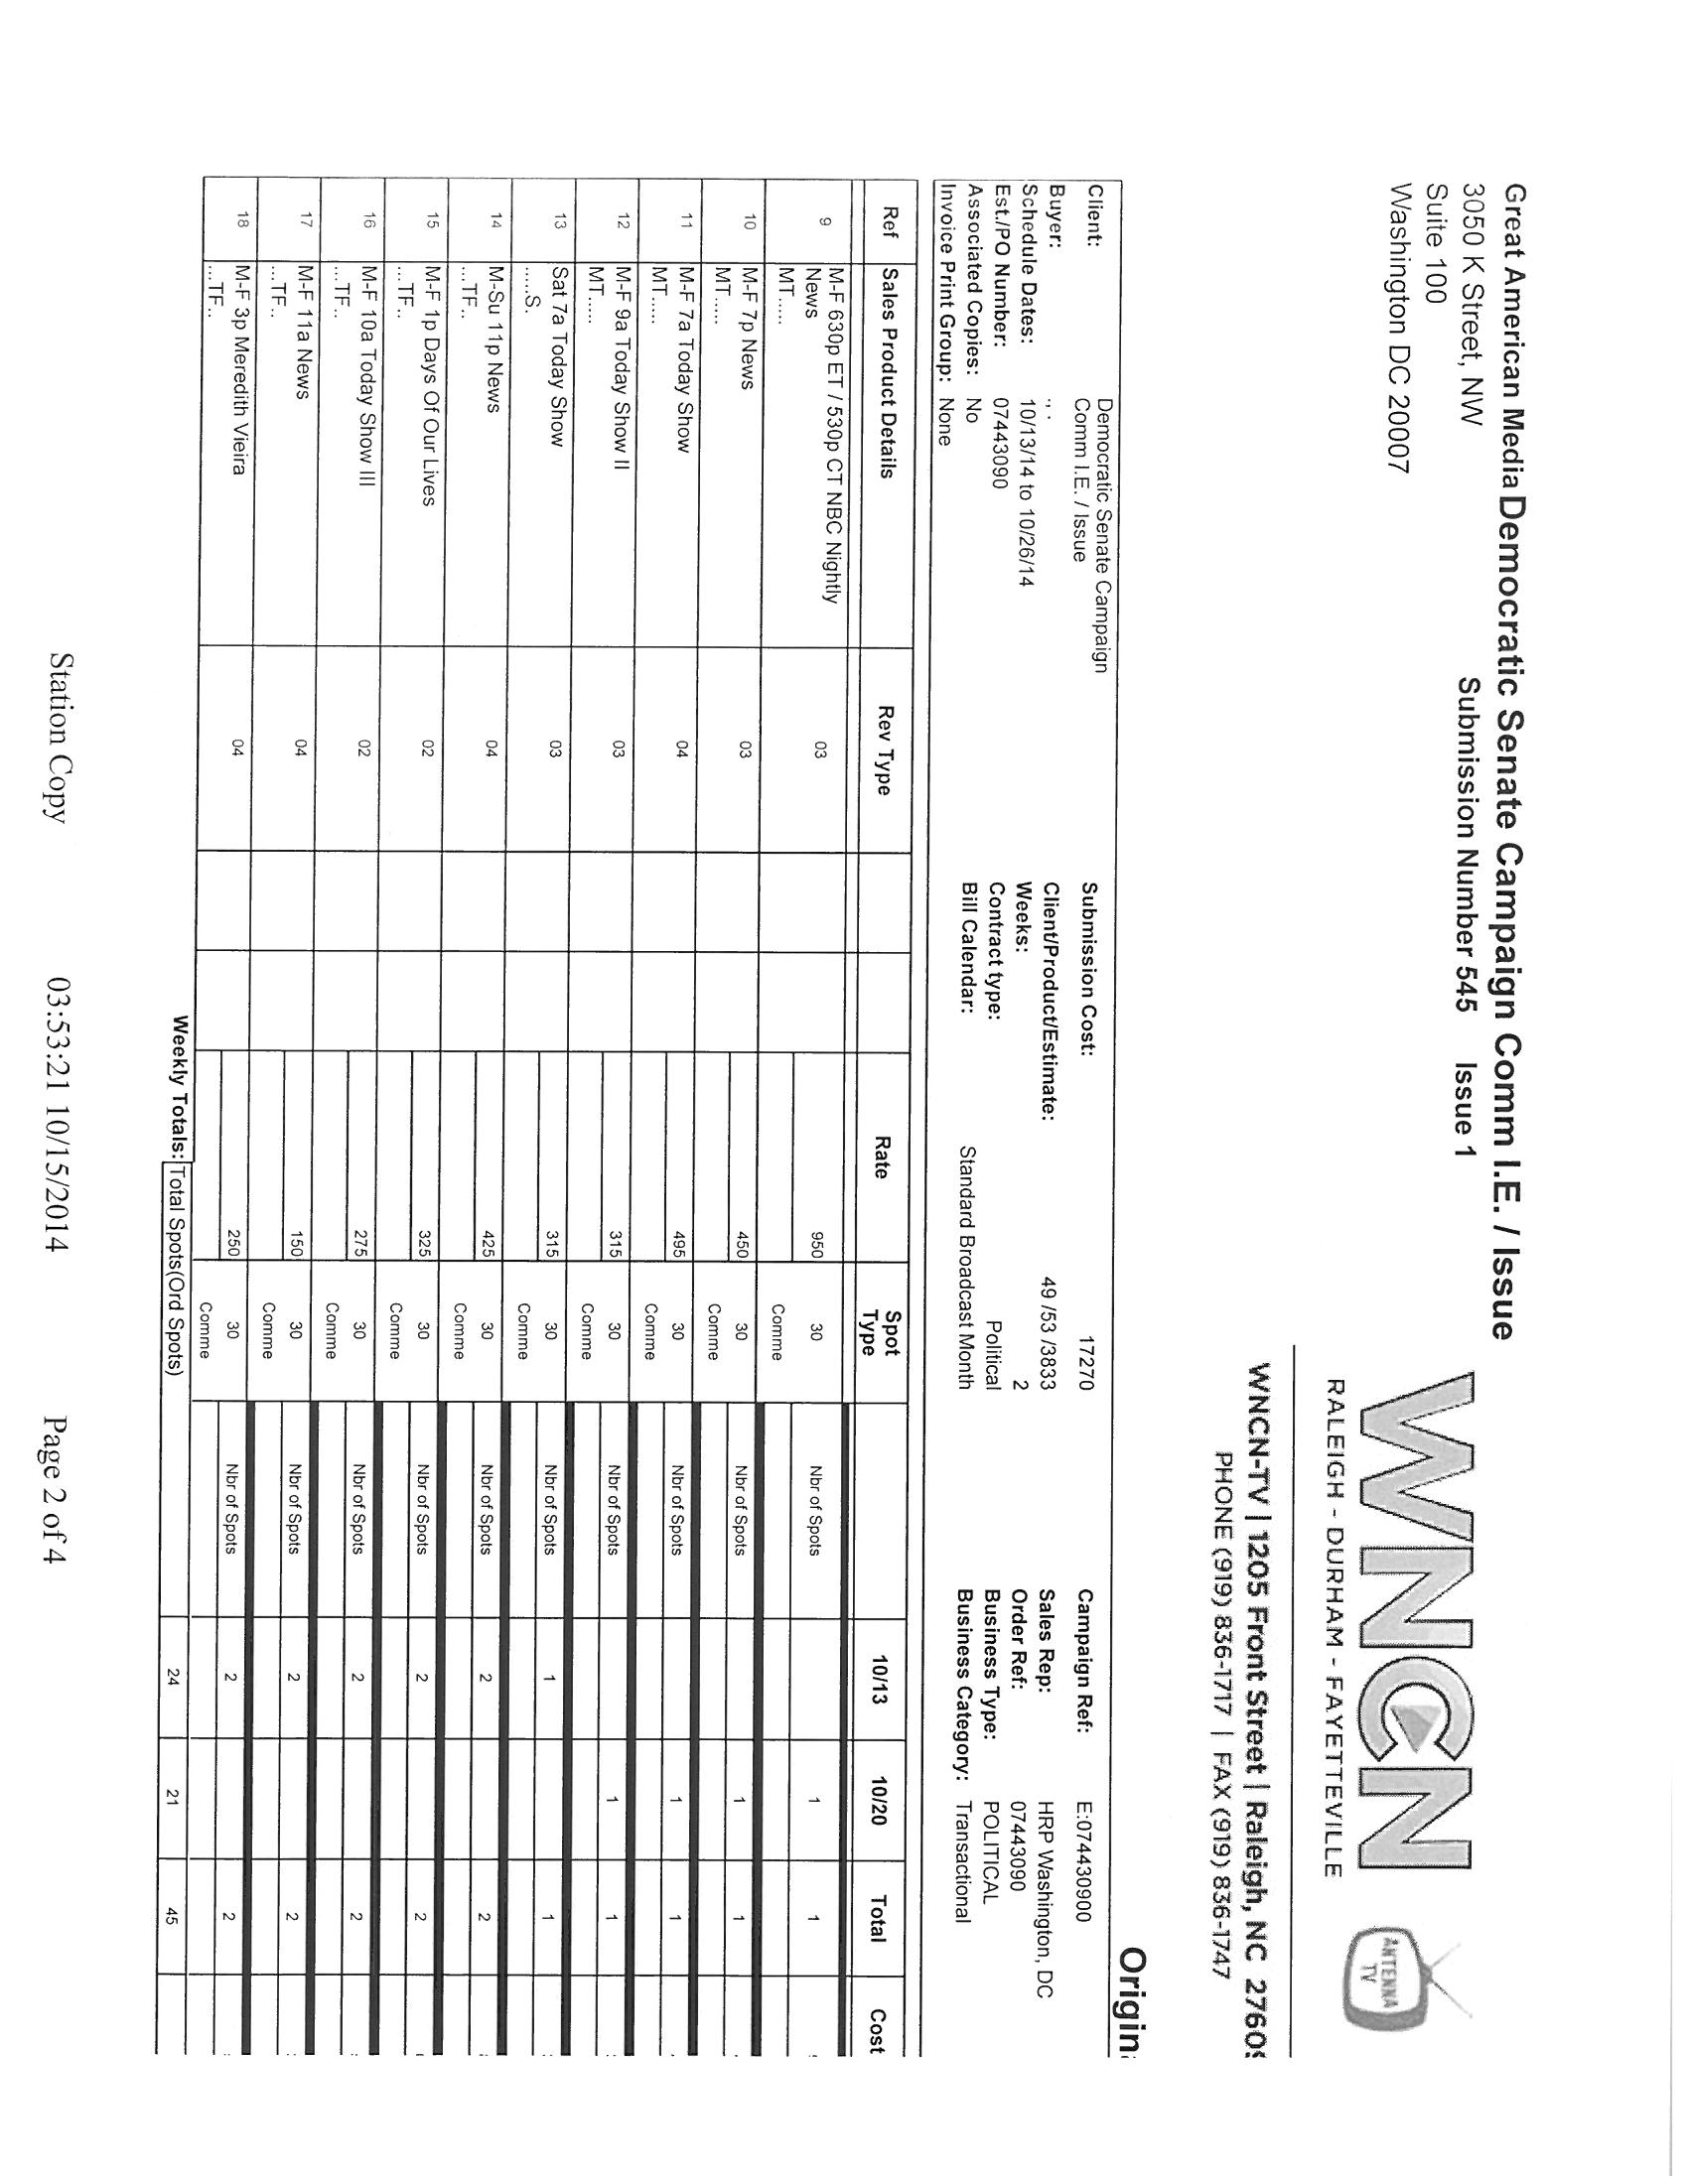 Great American Media Democratic Senate Campaign Comm I.E. / Issue
3050 K Street, NW Submission Number 545 Issue 1
Suite 100
Washington DC 20007
WNCN
ANTENNA
TV
RALEIGH - DURHAM - FAYETTEVILLE
WNCN-TV | 1205 Front Street | Raleigh, NC
PHONE (919) 836-1717 | FAX (919) 836-1747
Client: Democratic Senate Campaign Submission Cost: 17270 Campaign Ref: E:074430900
Comm I.E. / Issue
Buyer: ., . Client/Product/Estimate: 49 /53 /3833 Sales Rep: HRP Washington, DC
Schedule Dates: 10/13/14 to 10/26/14 Weeks: 2 Order Ref: 07443090
Est./PO Number: 07443090 Contract type: Political Business Type: POLITICAL
Associated Copies: No Bill Calendar: Standard Broadcast Month Business Category: Transactional
Invoice Print Group: None
Ref Sales Product Details Rev Type Rate Spot Type 10/13 10/20 Total Cost
9 M-F 630p ET / 530p CT NBC Nightly 03 950 30 Nbr of Spots 1 1
News
MT..... Comme
10 M-F 7p News 03 450 30 Nbr of Spots 1 1
MT..... Comme
11 M-F 7a Today Show 04 495 30 Nbr of Spots 1 1
MT..... Comme
12 M-F 9a Today Show II 03 315 30 Nbr of Spots 1 1
MT..... Comme
13 Sat 7a Today Show 03 315 30 Nbr of Spots 1 1
.....S. Comme
14 M-Su 11p News 04 425 30 Nbr of Spots 2 2
...TF.. Comme
15 M-F 1p Days Of Our Lives 02 325 30 Nbr of Spots 2 2
...TF.. Comme
16 M-F 10a Today Show III 02 275 30 Nbr of Spots 2 2
...TF.. Comme
17 M-F 11a News 04 150 30 Nbr of Spots 2 2
...TF.. Comme
18 M-F 3p Meredith Vieira 04 250 30 Nbr of Spots 2 2
...TF.. Comme
Weekly Totals: Total Spots(Ord Spots) 24 21 45
Station Copy 03:53:21 10/15/2014 Page 2 of 4